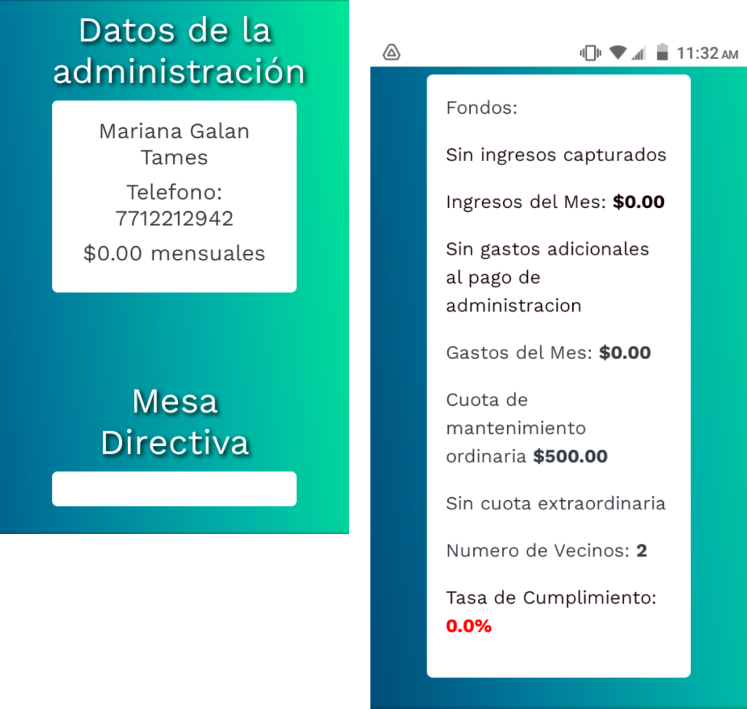 Datos de la
administración
Mariana Galan
Tames
Telefono:
7712212942
$0.00 mensuales
Mesa
Directiva
11:32 AM
Fondos:
Sin ingresos capturados
Ingresos del Mes: $0.00
Sin gastos adicionales
al pago de
administracion
Gastos del Mes: $0.00
Cuota de
mantenimiento
ordinaria $500.00
Sin cuota extraordinaria
Numero de Vecinos: 2
Tasa de Cumplimiento:
0.0%